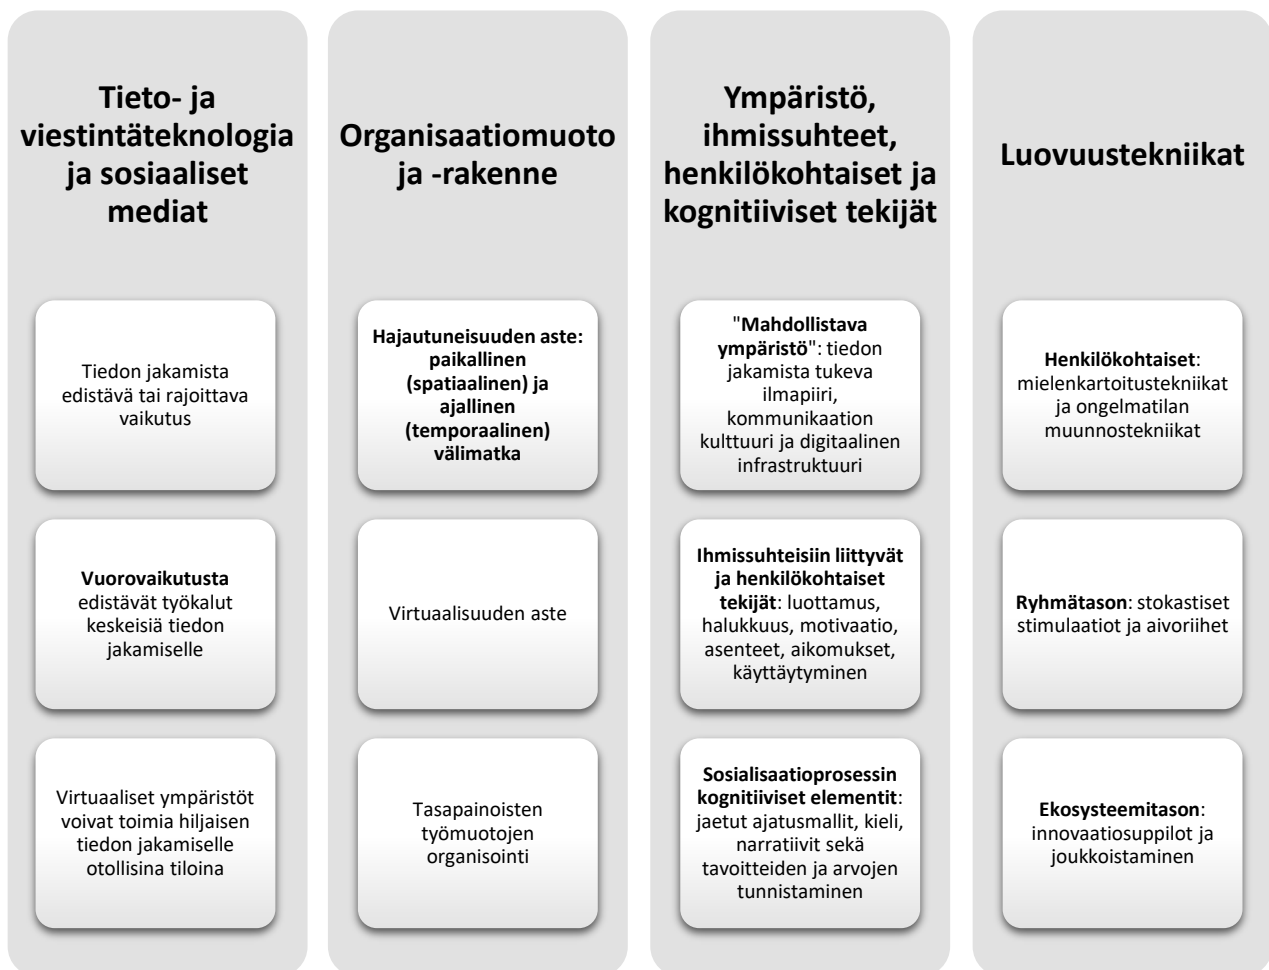 Tieto- ja
viestintäteknologia
ja sosiaaliset
mediat
Tiedon jakamista
edistävä tai rajoittava
vaikutus
Vuorovaikutusta
edistävät työkalut
keskeisiä tiedon
jakamiselle
Virtuaaliset ympäristöt
voivat toimia hiljaisen
tiedon jakamiselle
otollisina tiloina
Organisaatiomuoto
ja -rakenne
Hajautuneisuuden aste:
paikallinen
(spatiaalinen) ja
ajallinen
(temporaalinen)
välimatka
Virtuaalisuuden aste
Tasapainoisten
työmuotojen
organisointi
Ympäristö,
ihmissuhteet,
henkilökohtaiset ja
kognitiiviset tekijät
"Mahdollistava
ympäristö": tiedon
jakamista tukeva
ilmapiiri,
kommunikaation
kulttuuri ja digitaalinen
infrastruktuuri
Ihmissuhteisiin liittyvät
ja henkilökohtaiset
tekijät: luottamus,
halukkuus, motivaatio,
asenteet, aikomukset,
käyttäytyminen
Sosialisaatioprosessin
kognitiiviset elementit:
jaetut ajatusmallit, kieli,
narratiivit sekä
tavoitteiden ja arvojen
tunnistaminen
Luovuustekniikat
Henkilökohtaiset:
mielenkartoitustekniikat
ja ongelmatilan
muunnostekniikat
Ryhmätason: stokastiset
stimulaatiot ja aivoriihet
Ekosysteemitason:
innovaatiosuppilot ja
joukkoistaminen